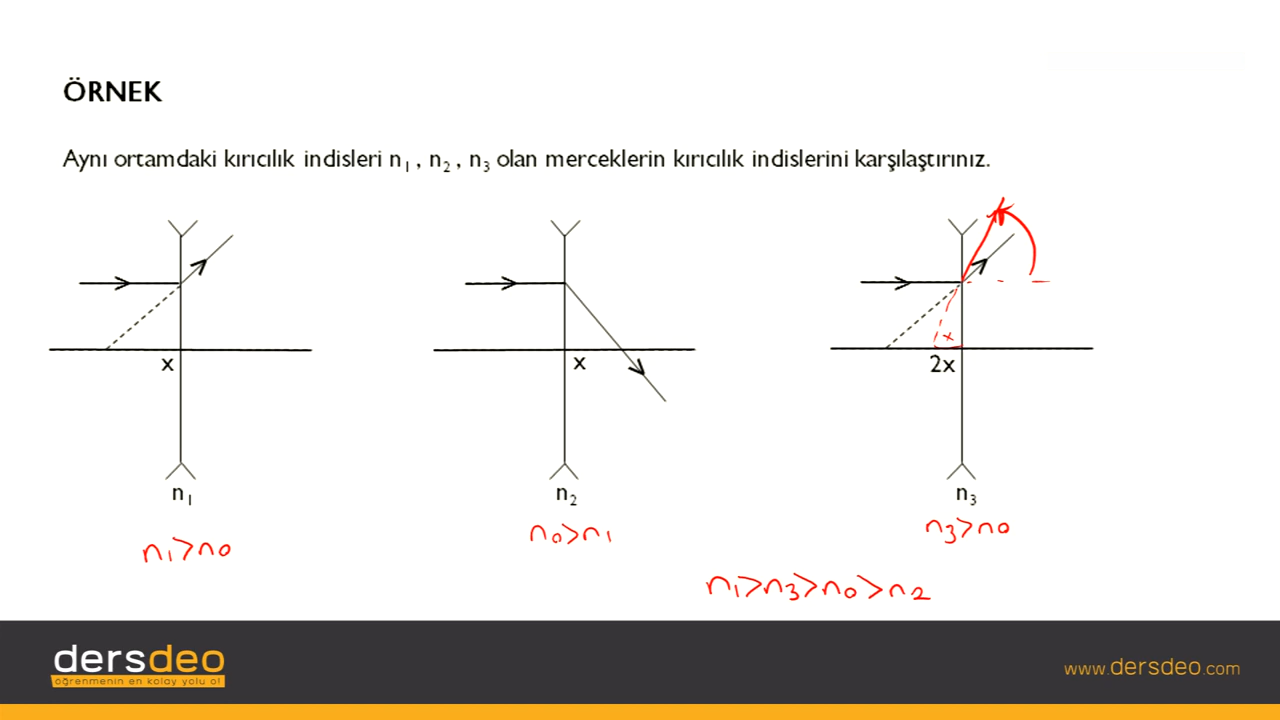 ÖRNEK
Aynı ortamdaki kırıcılık indisleri n₁ , n₂ , n₃ olan merceklerin kırıcılık indislerini karşılaştırınız.
x
x
x
2x
n₁
n₂
n₃
n₁>n0
n₀>n₁
n₃>n0
n₁>n₃>n₀>n₂
dersdeo
öğrenmenin en kolay yolu o!
www.dersdeo.com